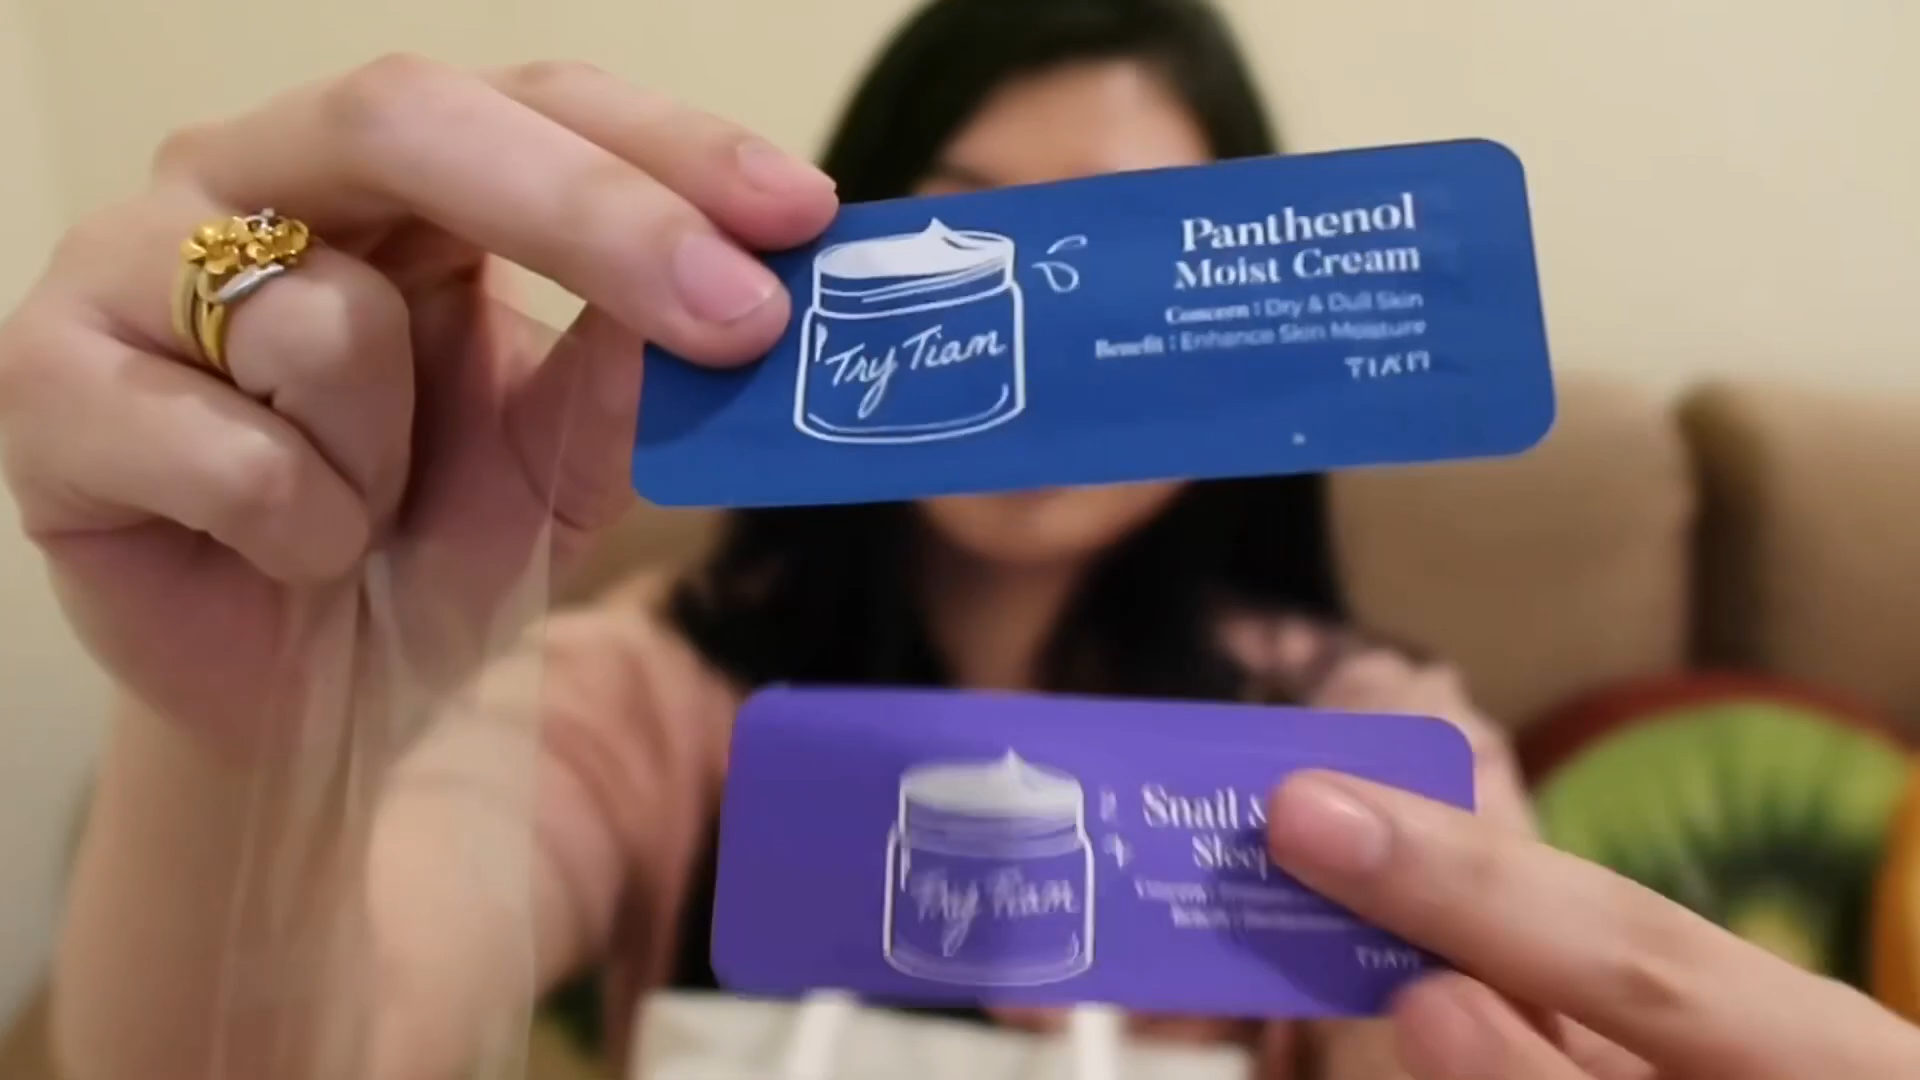 Panthenol
Moist Cream
Concern : Dry & Dull Skin
Benefit : Enhance Skin Moisture
TIAM
Try Tiam
Snail &
Sleep
Try Tiam
TIAM